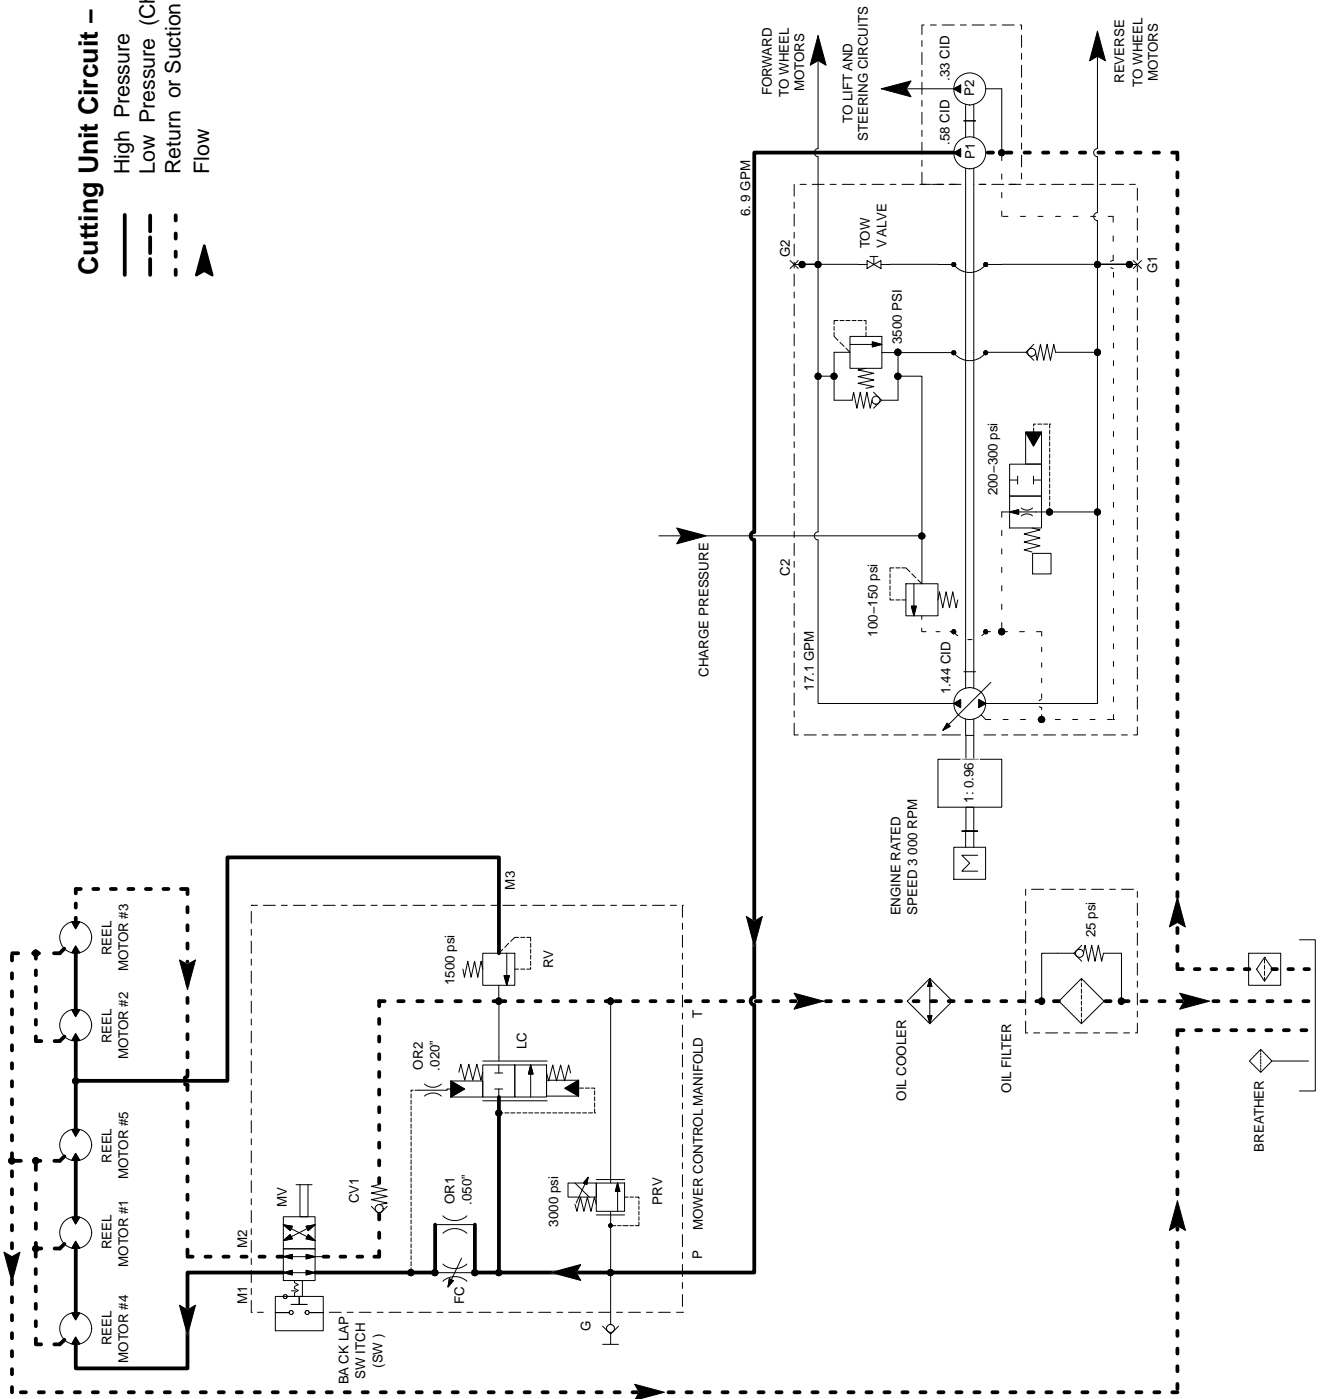 Cutting Unit Circuit –
High Pressure
Low Pressure (Ch
Return or Suction
Flow
FORWARD
TO WHEEL
MOTORS
TO LIFT AND
STEERING CIRCUITS
.33 CID
P2
.58 CID
P1
REVERSE
TO WHEEL
MOTORS
6. 9 GPM
G2
TOW
VALVE
G1
3500 PSI
200–300 psi
CHARGE PRESSURE
C2
100–150 psi
17.1 GPM
1.44 CID
1: 0.96
ENGINE RATED
SPEED 3 000 RPM
M
REEL
MOTOR #3
REEL
MOTOR #2
REEL
MOTOR #5
REEL
MOTOR #1
REEL
MOTOR #4
M3
1500 psi
RV
LC
OR2
.020"
CV1
MV
M2
M1
OR1
.050"
FC
3000 psi
PRV
P MOWER CONTROL MANIFOLD T
G
BA CK LAP
SW ITCH
(SW )
OIL COOLER
OIL FILTER
25 psi
BREATHER